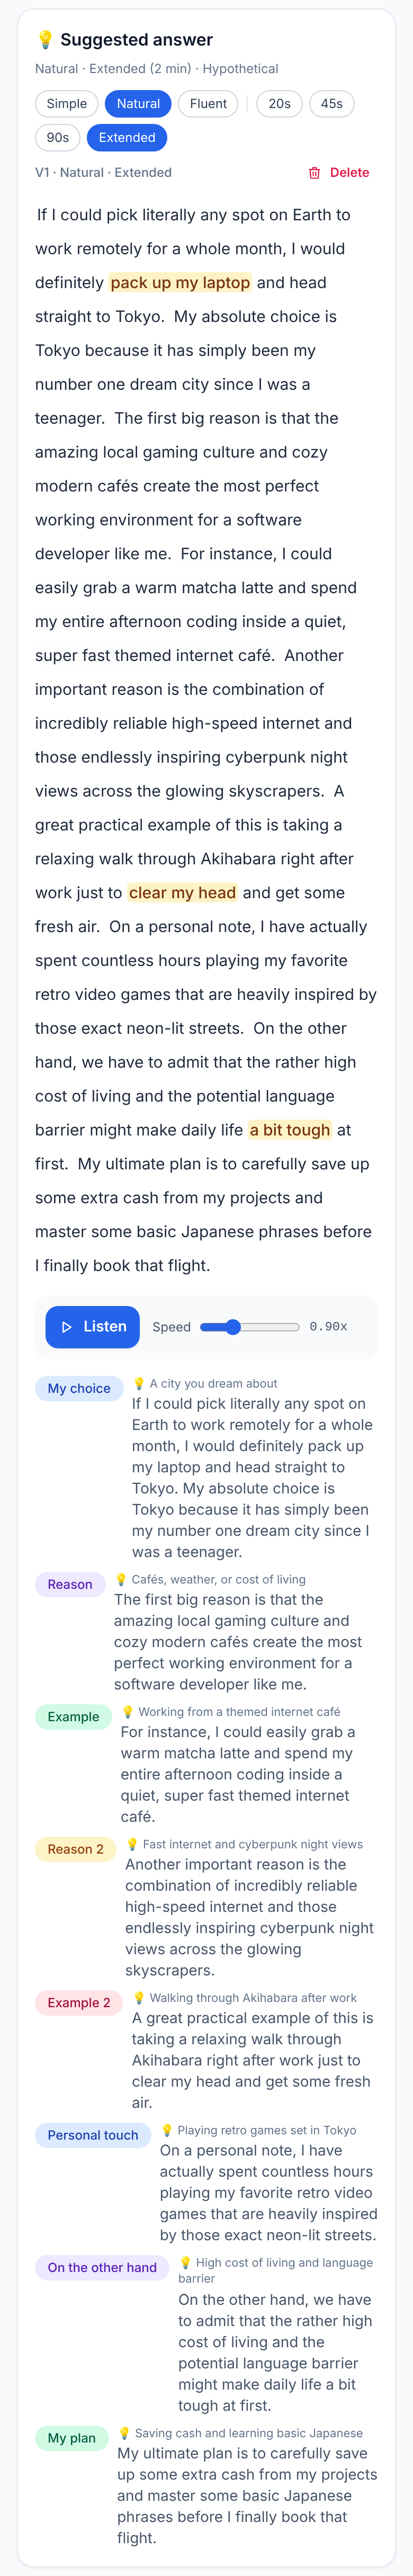 💡 Suggested answer
Natural · Extended (2 min) · Hypothetical
Simple Natural Fluent 20s 45s
90s Extended
V1 · Natural · Extended Delete
If I could pick literally any spot on Earth to
work remotely for a whole month, I would
definitely pack up my laptop and head
straight to Tokyo. My absolute choice is
Tokyo because it has simply been my
number one dream city since I was a
teenager. The first big reason is that the
amazing local gaming culture and cozy
modern cafés create the most perfect
working environment for a software
developer like me. For instance, I could
easily grab a warm matcha latte and spend
my entire afternoon coding inside a quiet,
super fast themed internet café. Another
important reason is the combination of
incredibly reliable high-speed internet and
those endlessly inspiring cyberpunk night
views across the glowing skyscrapers. A
great practical example of this is taking a
relaxing walk through Akihabara right after
work just to clear my head and get some
fresh air. On a personal note, I have actually
spent countless hours playing my favorite
retro video games that are heavily inspired by
those exact neon-lit streets. On the other
hand, we have to admit that the rather high
cost of living and the potential language
barrier might make daily life a bit tough at
first. My ultimate plan is to carefully save up
some extra cash from my projects and
master some basic Japanese phrases before
I finally book that flight.
Listen Speed 0.90x
My choice
💡 A city you dream about
If I could pick literally any spot on
Earth to work remotely for a whole
month, I would definitely pack up
my laptop and head straight to
Tokyo. My absolute choice is
Tokyo because it has simply been
my number one dream city since I
was a teenager.
Reason
💡 Cafés, weather, or cost of living
The first big reason is that the
amazing local gaming culture and
cozy modern cafés create the most
perfect working environment for a
software developer like me.
Example
💡 Working from a themed internet café
For instance, I could easily grab a
warm matcha latte and spend my
entire afternoon coding inside a
quiet, super fast themed internet
café.
Reason 2
💡 Fast internet and cyberpunk night views
Another important reason is the
combination of incredibly reliable
high-speed internet and those
endlessly inspiring cyberpunk night
views across the glowing
skyscrapers.
Example 2
💡 Walking through Akihabara after work
A great practical example of this is
taking a relaxing walk through
Akihabara right after work just to
clear my head and get some fresh
air.
Personal touch
💡 Playing retro games set in Tokyo
On a personal note, I have
actually spent countless hours
playing my favorite retro video
games that are heavily inspired
by those exact neon-lit streets.
On the other hand
💡 High cost of living and language
barrier
On the other hand, we have
to admit that the rather high
cost of living and the
potential language barrier
might make daily life a bit
tough at first.
My plan
💡 Saving cash and learning basic Japanese
My ultimate plan is to carefully save
up some extra cash from my projects
and master some basic Japanese
phrases before I finally book that
flight.